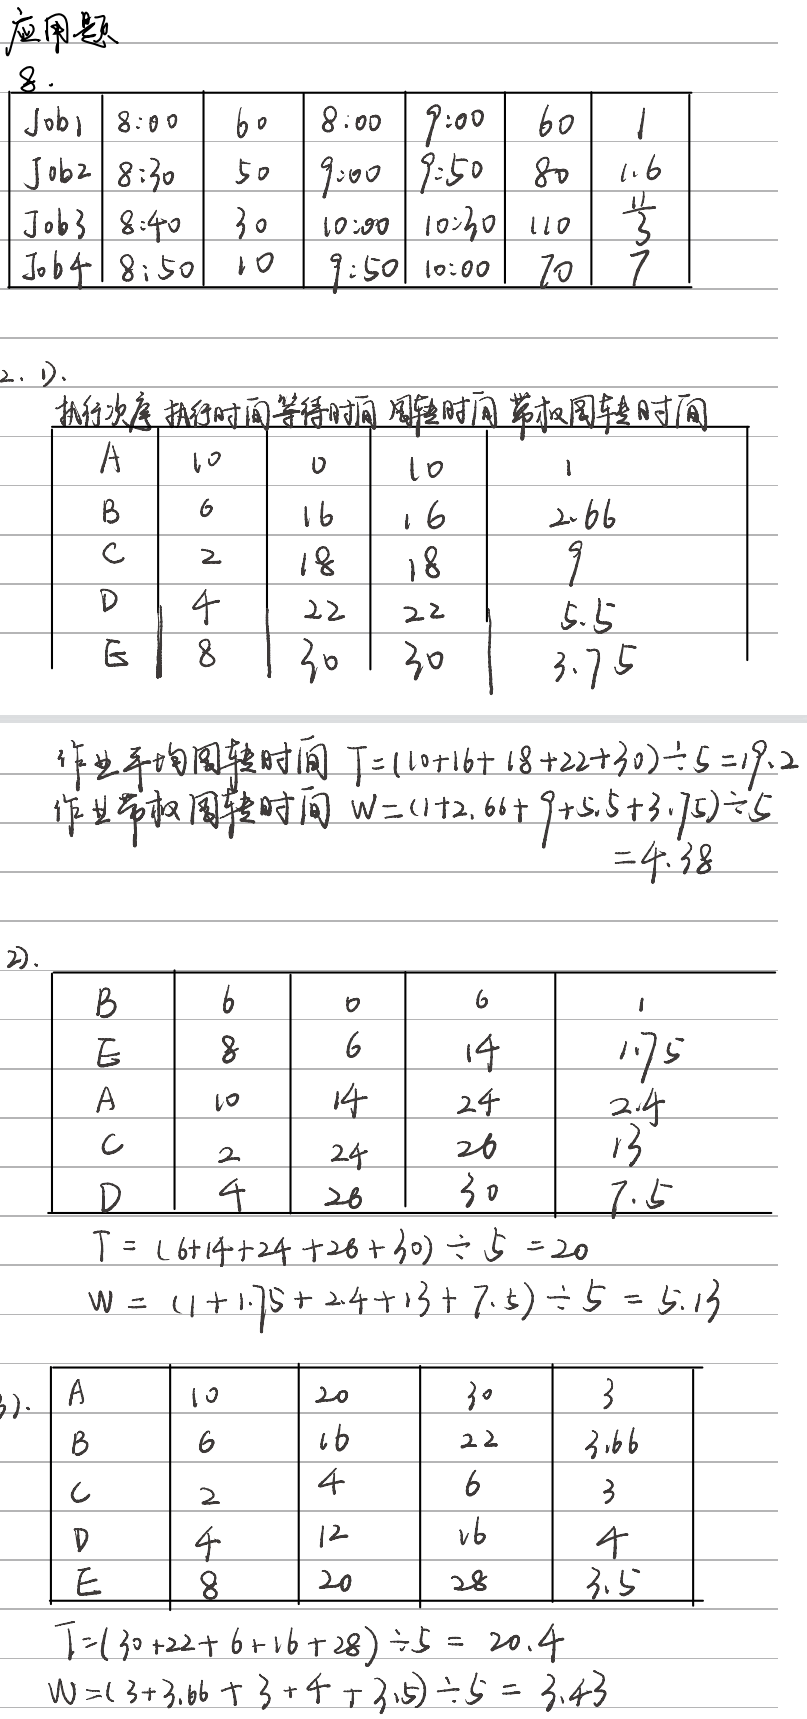 应用题
8.
Job1 8:00 60 8:00 9:00 60 1
Job2 8:30 50 9:00 9:50 80 1.6
Job3 8:40 30 10:00 10:30 110 11/3
Job4 8:50 10 9:50 10:00 70 7
2. 1).
执行次序 执行时间 等待时间 周转时间 带权周转时间
A 10 0 10 1
B 6 16 16 2.66
C 2 18 18 9
D 4 22 22 5.5
E 8 30 30 3.75
作业平均周转时间 T=(10+16+18+22+30)÷5=19.2
作业带权周转时间 W=(1+2.66+9+5.5+3.75)÷5
=4.38
2).
B 6 0 6 1
E 8 6 14 1.75
A 10 14 24 2.4
C 2 24 26 13
D 4 26 30 7.5
T=(6+14+24+26+30)÷5=20
W=(1+1.75+2.4+13+7.5)÷5=5.13
3). A 10 20 30 3
B 6 16 22 3.66
C 2 4 6 3
D 4 12 16 4
E 8 20 28 3.5
T=(30+22+6+16+28)÷5=20.4
W=(3+3.66+3+4+3.5)÷5=3.43